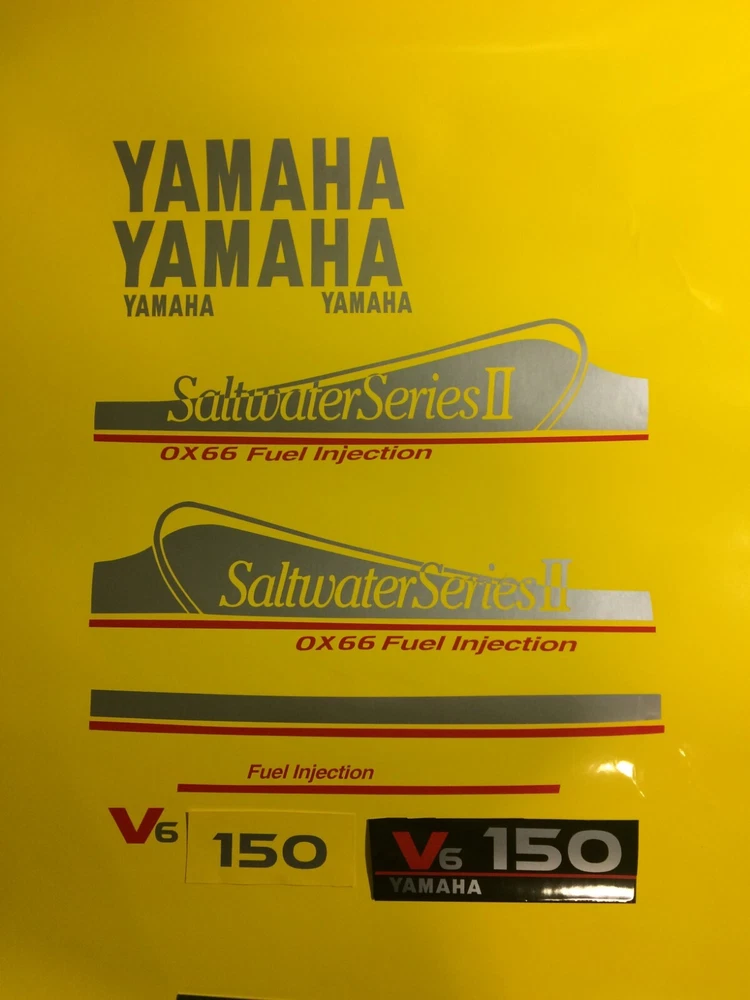 YAMAHA
YAMAHA
YAMAHA YAMAHA
SaltwaterSeries II
OX66 Fuel Injection
SaltwaterSeries II
OX66 Fuel Injection
Fuel Injection
V6 150 V6 150
YAMAHA